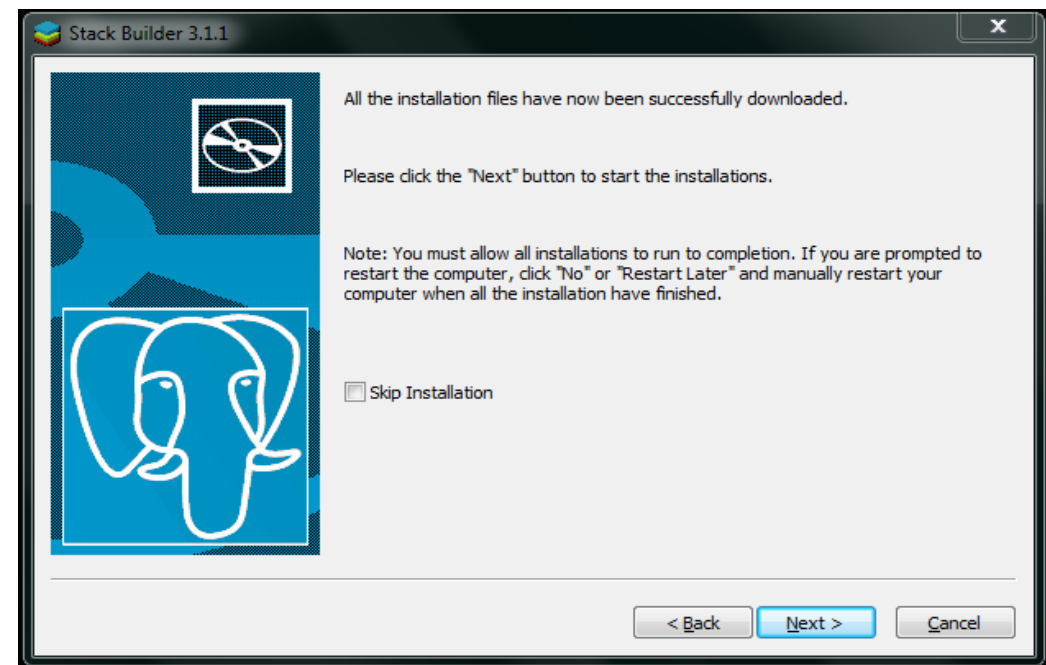 Stack Builder 3.1.1
X
All the installation files have now been successfully downloaded.
Please click the "Next" button to start the installations.
Note: You must allow all installations to run to completion. If you are prompted to
restart the computer, click "No" or "Restart Later" and manually restart your
computer when all the installation have finished.
Skip Installation
< Back
Next >
Cancel